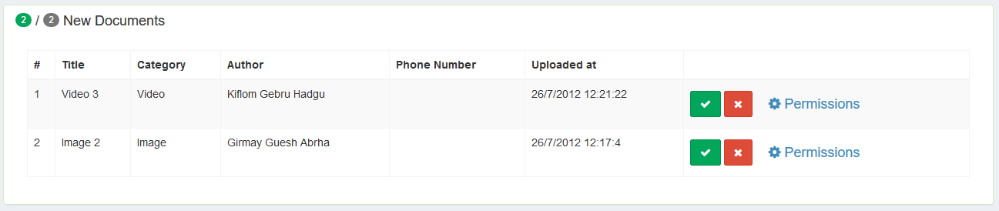 2 / 2 New Documents
# Title Category Author Phone Number Uploaded at
1 Video 3 Video Kiflom Gebru Hadgu 26/7/2012 12:21:22 Permissions
2 Image 2 Image Girmay Guesh Abrha 26/7/2012 12:17:4 Permissions